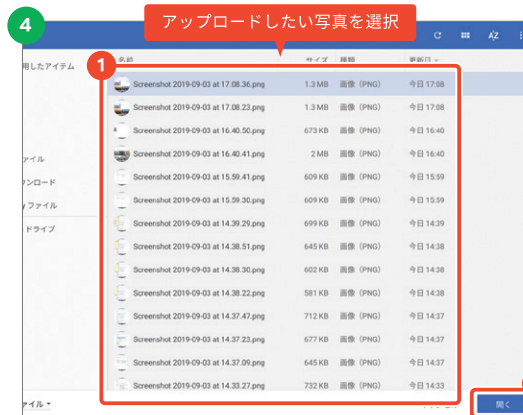 4
アップロードしたい写真を選択
用したアイテム
1
名前 サイズ 種類 更新日
Screenshot 2019-09-03 at 17.08.36.png 1.3 MB 画像（PNG） 今日 17:08
Screenshot 2019-09-03 at 17.08.23.png 1.3 MB 画像（PNG） 今日 17:08
Screenshot 2019-09-03 at 16.40.50.png 673 KB 画像（PNG） 今日 16:40
Screenshot 2019-09-03 at 16.40.41.png 2 MB 画像（PNG） 今日 16:40
ァイル
Screenshot 2019-09-03 at 15.59.41.png 609 KB 画像（PNG） 今日 15:59
ウンロード
Screenshot 2019-09-03 at 15.59.30.png 609 KB 画像（PNG） 今日 15:59
y ファイル
Screenshot 2019-09-03 at 14.39.29.png 699 KB 画像（PNG） 今日 14:39
ドライブ
Screenshot 2019-09-03 at 14.38.51.png 645 KB 画像（PNG） 今日 14:38
Screenshot 2019-09-03 at 14.38.30.png 602 KB 画像（PNG） 今日 14:38
Screenshot 2019-09-03 at 14.38.22.png 581 KB 画像（PNG） 今日 14:38
Screenshot 2019-09-03 at 14.37.47.png 712 KB 画像（PNG） 今日 14:37
Screenshot 2019-09-03 at 14.37.23.png 677 KB 画像（PNG） 今日 14:37
Screenshot 2019-09-03 at 14.37.09.png 645 KB 画像（PNG） 今日 14:37
Screenshot 2019-09-03 at 14.33.27.png 732 KB 画像（PNG） 今日 14:33
ァイル
開く